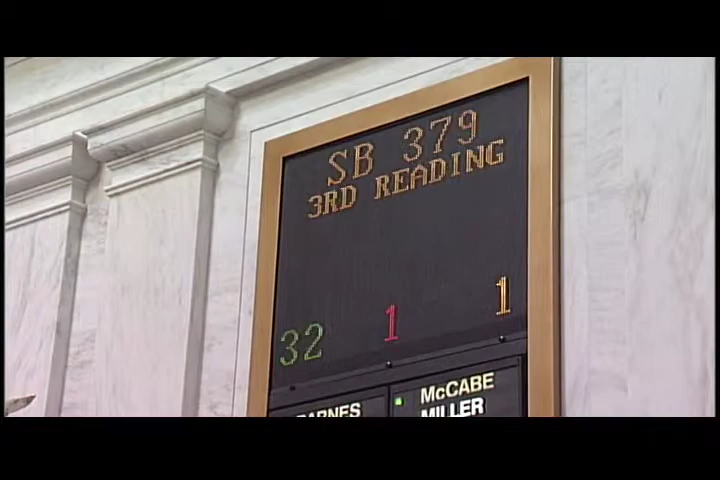 SB 379
3RD READING
32 1 1
McCABE
MILLER